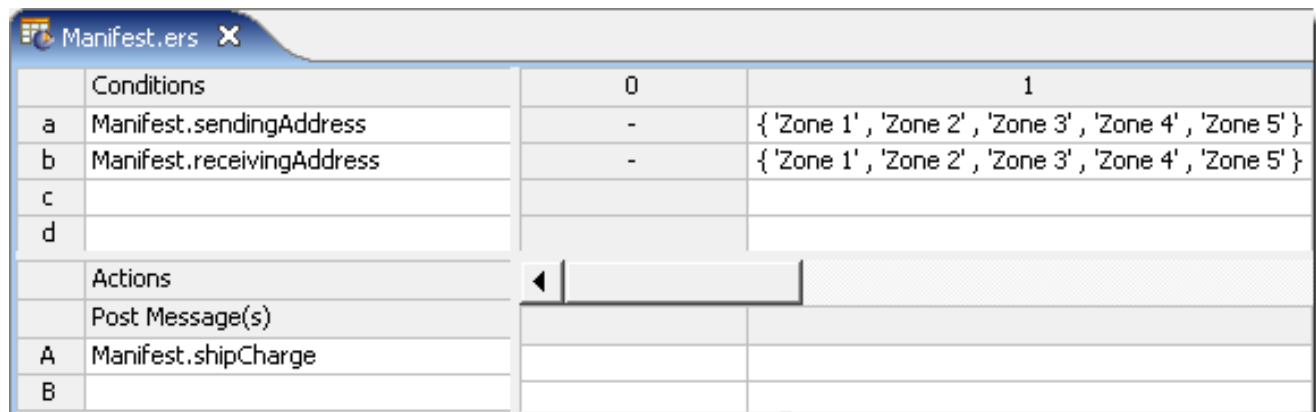 Manifest.ers
Conditions 0 1
a Manifest.sendingAddress - { 'Zone 1' , 'Zone 2' , 'Zone 3' , 'Zone 4' , 'Zone 5' }
b Manifest.receivingAddress - { 'Zone 1' , 'Zone 2' , 'Zone 3' , 'Zone 4' , 'Zone 5' }
c
d
Actions
Post Message(s)
A Manifest.shipCharge
B